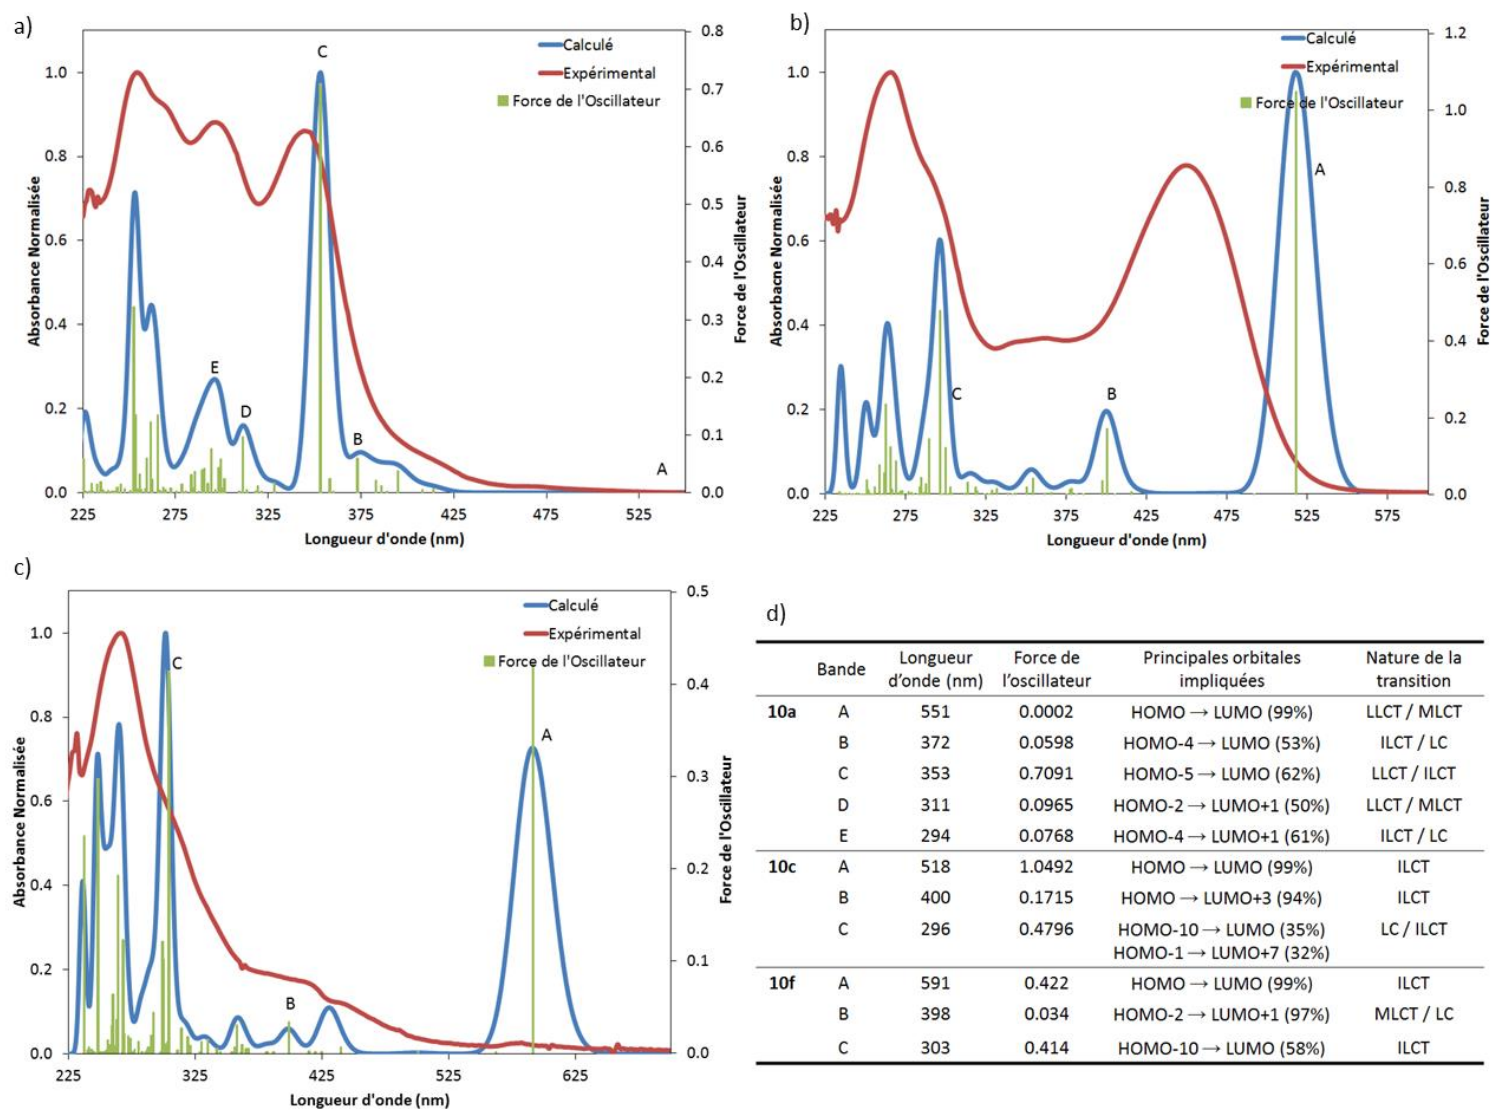 a)
Calculé
Expérimental
Force de l'Oscillateur
C
E
D
B
A
1.0
0.8
0.6
0.4
0.2
0.0
0.8
0.7
0.6
0.5
0.4
0.3
0.2
0.1
0.0
225 275 325 375 425 475 525
Absorbance Normalisée
Force de l'Oscillateur
Longueur d'onde (nm)
b)
Calculé
Expérimental
Force de l'Oscillateur
A
B
C
1.0
0.8
0.6
0.4
0.2
0.0
1.2
1.0
0.8
0.6
0.4
0.2
0.0
225 275 325 375 425 475 525 575
Absorbacne Normalisée
Force de l'Oscillateur
Longueur d'onde (nm)
c)
Calculé
Expérimental
Force de l'Oscillateur
C
A
B
1.0
0.8
0.6
0.4
0.2
0.0
0.5
0.4
0.3
0.2
0.1
0.0
225 325 425 525 625
Absorbance Normalisée
Force de l'Oscillateur
Longueur d'onde (nm)
d)
Bande Longueur d'onde (nm) Force de l'oscillateur Principales orbitales impliquées Nature de la transition
10a A 551 0.0002 HOMO → LUMO (99%) LLCT / MLCT
B 372 0.0598 HOMO-4 → LUMO (53%) ILCT / LC
C 353 0.7091 HOMO-5 → LUMO (62%) LLCT / ILCT
D 311 0.0965 HOMO-2 → LUMO+1 (50%) LLCT / MLCT
E 294 0.0768 HOMO-4 → LUMO+1 (61%) ILCT / LC
10c A 518 1.0492 HOMO → LUMO (99%) ILCT
B 400 0.1715 HOMO → LUMO+3 (94%) ILCT
C 296 0.4796 HOMO-10 → LUMO (35%) LC / ILCT
HOMO-1 → LUMO+7 (32%)
10f A 591 0.422 HOMO → LUMO (99%) ILCT
B 398 0.034 HOMO-2 → LUMO+1 (97%) MLCT / LC
C 303 0.414 HOMO-10 → LUMO (58%) ILCT